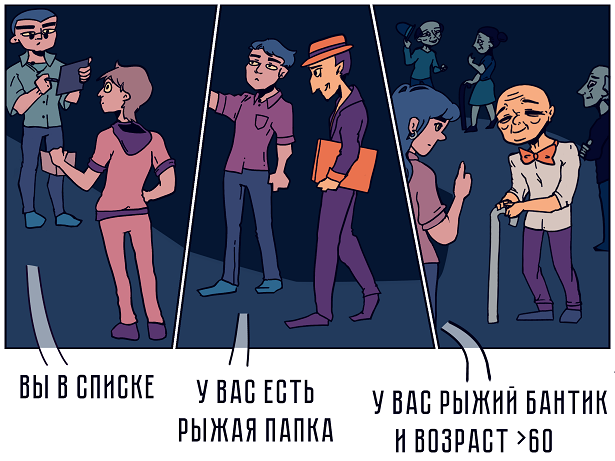 ВЫ В СПИСКЕ
У ВАС ЕСТЬ
РЫЖАЯ ПАПКА
У ВАС РЫЖИЙ БАНТИК
И ВОЗРАСТ >60